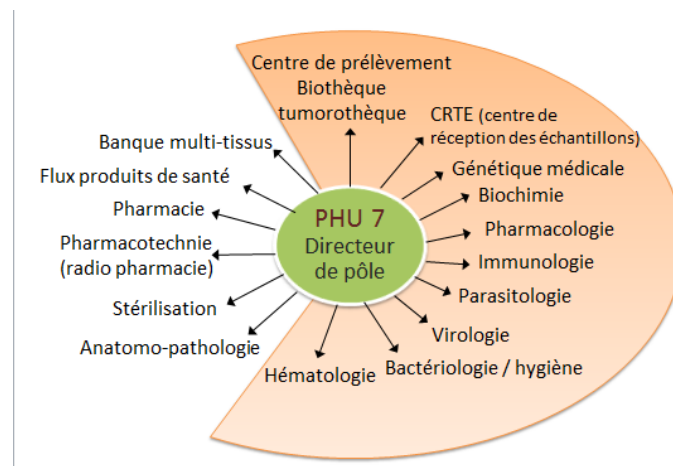 Centre de prélèvement
Biothèque
tumorothèque
CRTE (centre de
réception des échantillons)
Génétique médicale
Biochimie
Pharmacologie
Immunologie
Parasitologie
Virologie
Bactériologie / hygiène
Hématologie
Anatomo-pathologie
Stérilisation
Pharmacotechnie
(radio pharmacie)
Pharmacie
Flux produits de santé
Banque multi-tissus
PHU 7
Directeur
de pôle